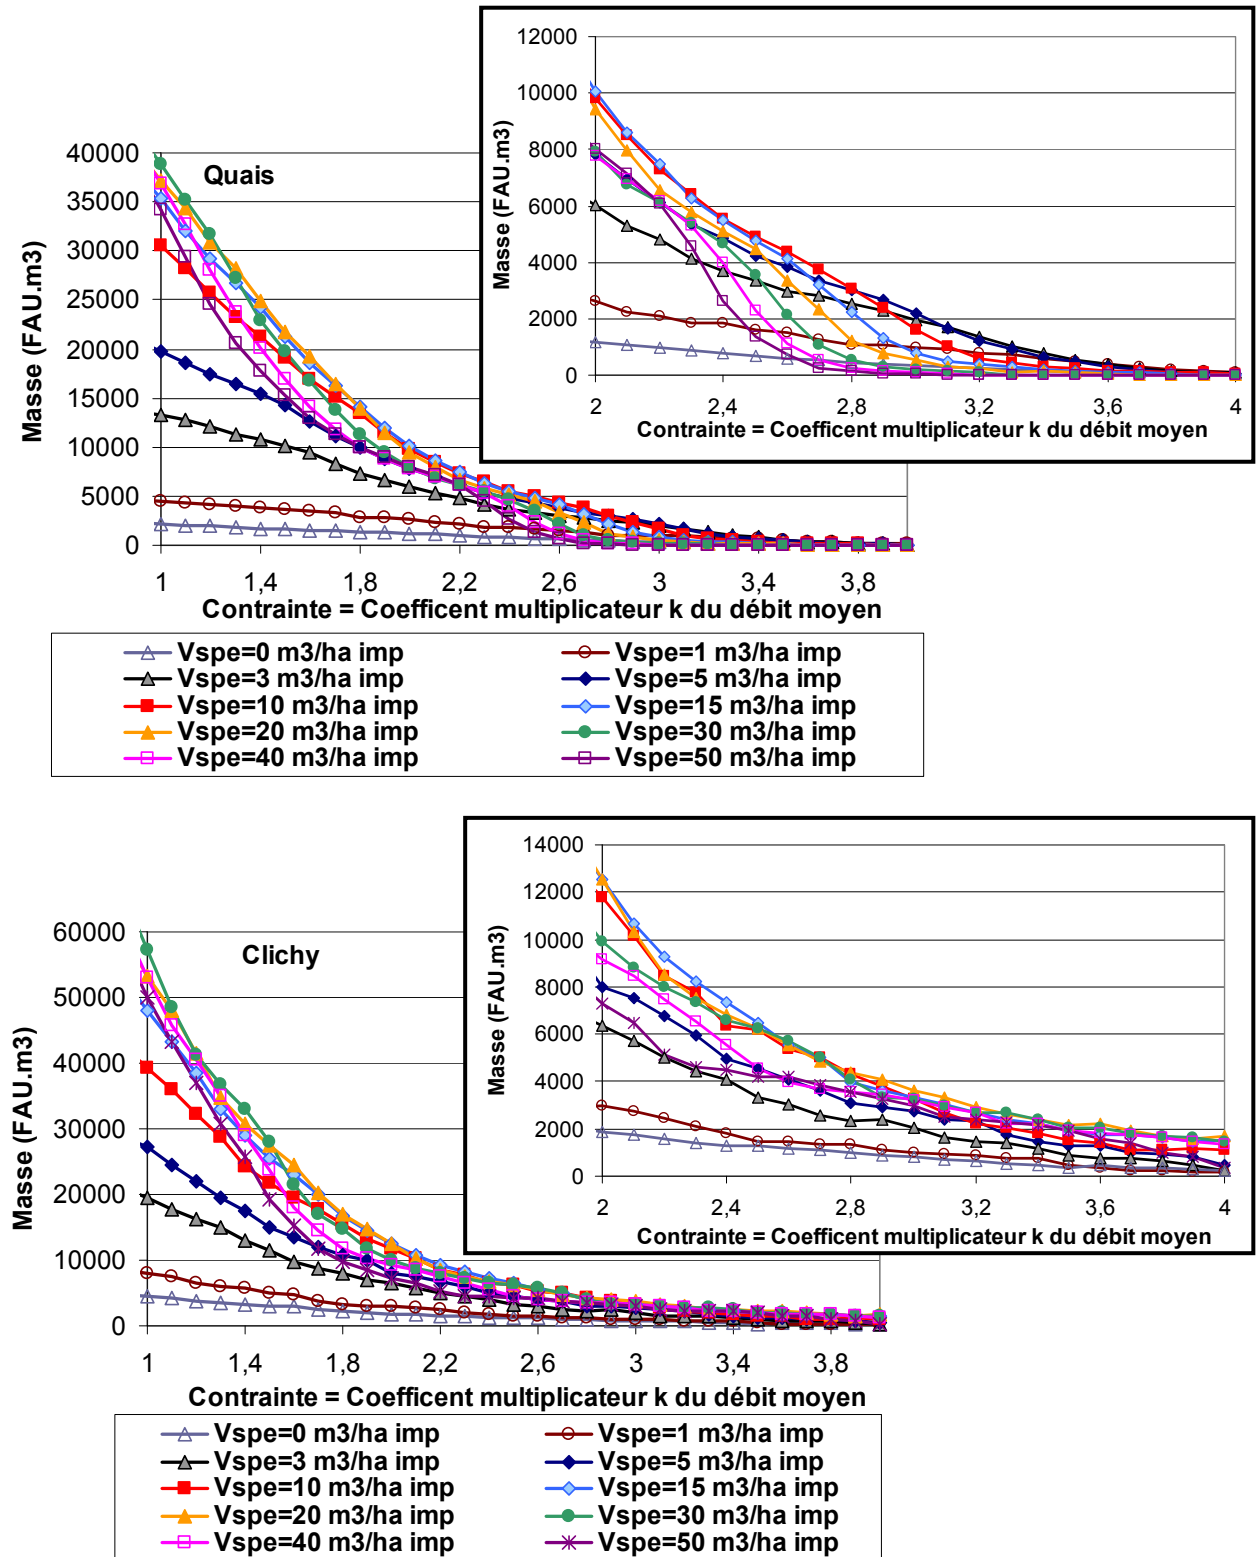 12000
10000
8000
6000
4000
2000
0
Masse (FAU.m3)
2
2,4
2,8
3,2
3,6
4
Contrainte = Coefficent multiplicateur k du débit moyen
Quais
40000
35000
30000
25000
20000
15000
10000
5000
0
Masse (FAU.m3)
1
1,4
1,8
2,2
2,6
3
3,4
3,8
Contrainte = Coefficent multiplicateur k du débit moyen
Vspe=0 m3/ha imp
Vspe=1 m3/ha imp
Vspe=3 m3/ha imp
Vspe=5 m3/ha imp
Vspe=10 m3/ha imp
Vspe=15 m3/ha imp
Vspe=20 m3/ha imp
Vspe=30 m3/ha imp
Vspe=40 m3/ha imp
Vspe=50 m3/ha imp
14000
12000
10000
8000
6000
4000
2000
0
Masse (FAU.m3)
2
2,4
2,8
3,2
3,6
4
Contrainte = Coefficent multiplicateur k du débit moyen
Clichy
60000
50000
40000
30000
20000
10000
0
Masse (FAU.m3)
1
1,4
1,8
2,2
2,6
3
3,4
3,8
Contrainte = Coefficent multiplicateur k du débit moyen
Vspe=0 m3/ha imp
Vspe=1 m3/ha imp
Vspe=3 m3/ha imp
Vspe=5 m3/ha imp
Vspe=10 m3/ha imp
Vspe=15 m3/ha imp
Vspe=20 m3/ha imp
Vspe=30 m3/ha imp
Vspe=40 m3/ha imp
Vspe=50 m3/ha imp